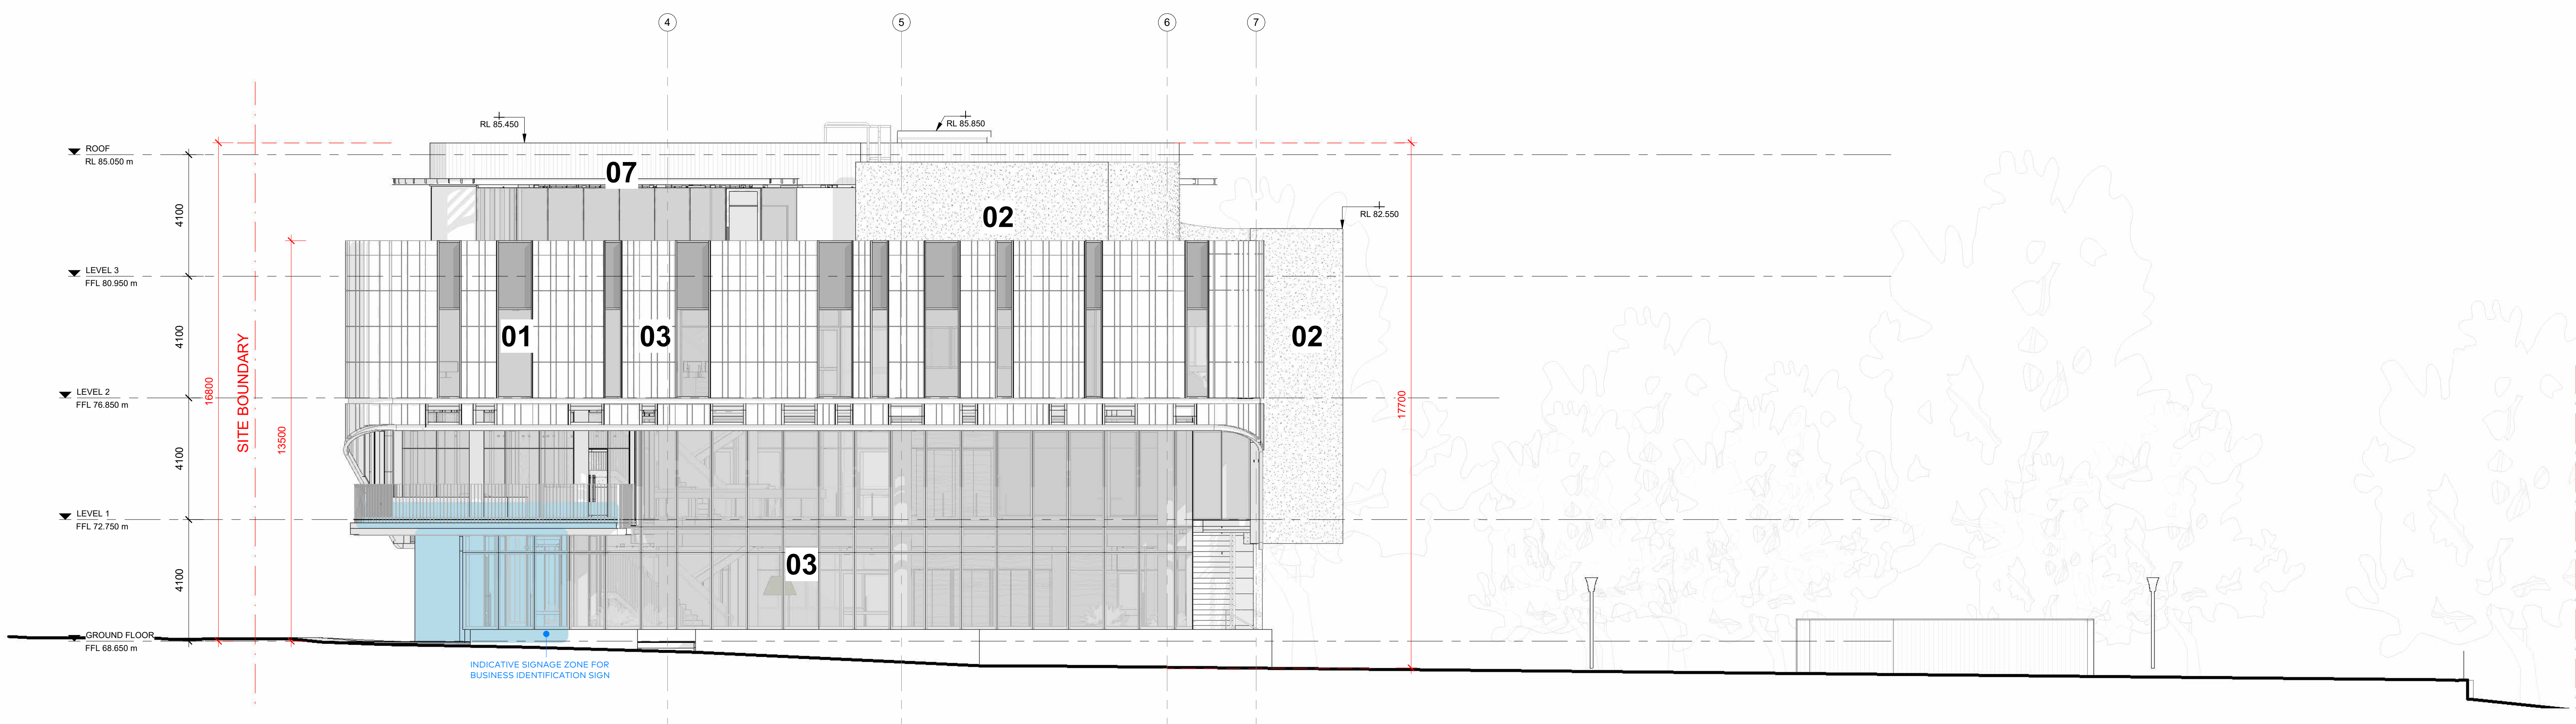 4
5
6
7
RL 85.450
RL 85.850
ROOF
RL 85.050 m
07
02
RL 82.550
4100
LEVEL 3
FFL 80.950 m
01
03
02
4100
SITE BOUNDARY
16800
13500
17700
LEVEL 2
FFL 76.850 m
4100
LEVEL 1
FFL 72.750 m
03
4100
GROUND FLOOR
FFL 68.650 m
INDICATIVE SIGNAGE ZONE FOR
BUSINESS IDENTIFICATION SIGN